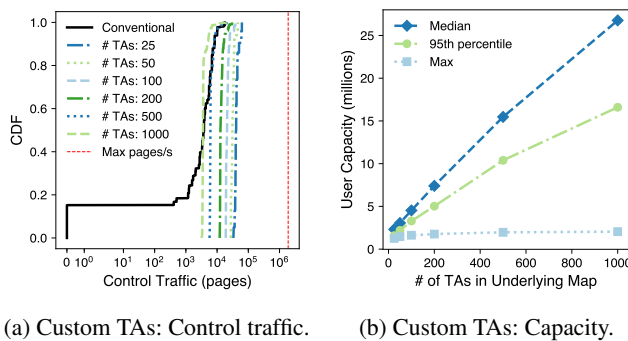 1.0
0.8
0.6
0.4
0.2
0.0
CDF
Conventional
# TAs: 25
# TAs: 50
# TAs: 100
# TAs: 200
# TAs: 500
# TAs: 1000
Max pages/s
0 10^0 10^1 10^2 10^3 10^4 10^5 10^6
Control Traffic (pages)
25
20
15
10
5
0
User Capacity (millions)
Median
95th percentile
Max
0 200 400 600 800 1000
# of TAs in Underlying Map
(a) Custom TAs: Control traffic.
(b) Custom TAs: Capacity.